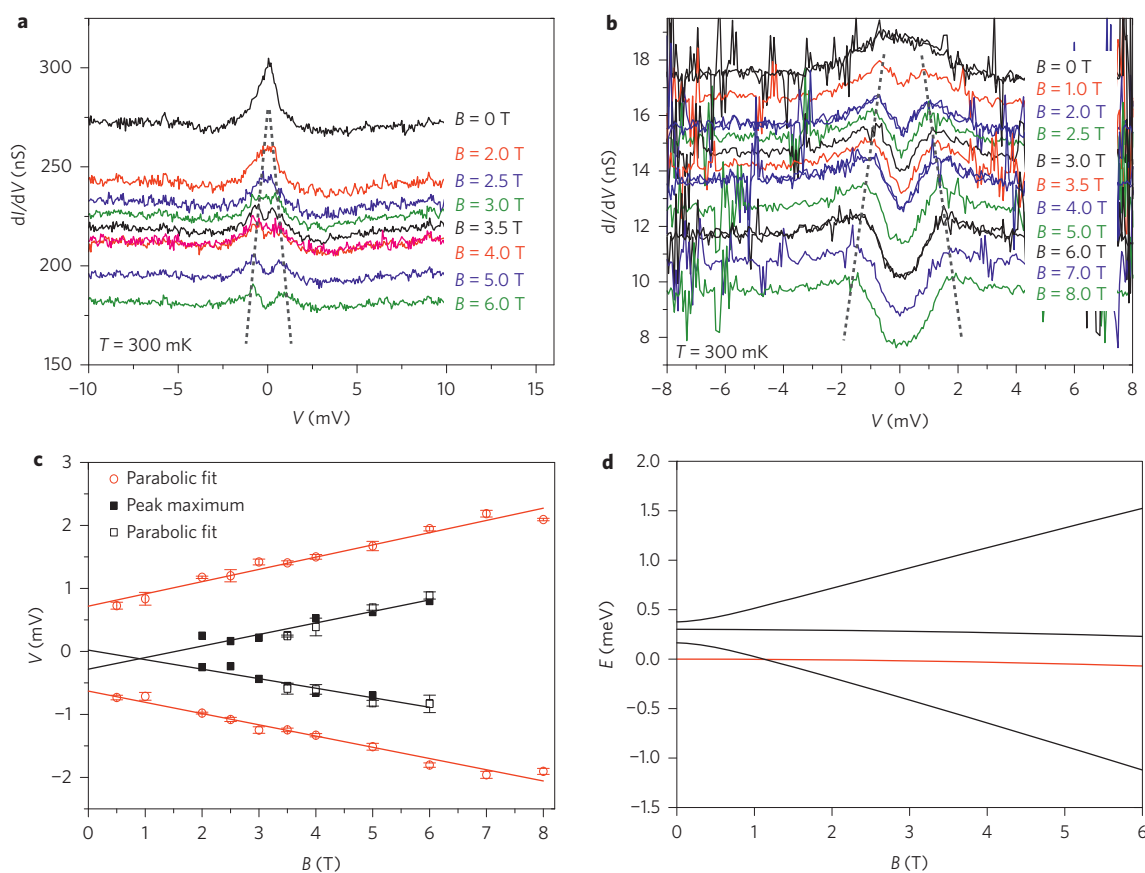 a
300
250
200
150
dI/dV (nS)
B = 0 T
B = 2.0 T
B = 2.5 T
B = 3.0 T
B = 3.5 T
B = 4.0 T
B = 5.0 T
B = 6.0 T
T = 300 mK
−10 −5 0 5 10 15
V (mV)
b
18
16
14
12
10
8
dI/dV (nS)
B = 0 T
B = 1.0 T
B = 2.0 T
B = 2.5 T
B = 3.0 T
B = 3.5 T
B = 4.0 T
B = 5.0 T
B = 6.0 T
B = 7.0 T
B = 8.0 T
T = 300 mK
−8 −6 −4 −2 0 2 4 6 8
V (mV)
c
3
2
1
0
−1
−2
V (mV)
Parabolic fit
Peak maximum
Parabolic fit
0 1 2 3 4 5 6 7 8
B (T)
d
2.0
1.5
1.0
0.5
0.0
−0.5
−1.0
−1.5
E (meV)
0 1 2 3 4 5 6
B (T)